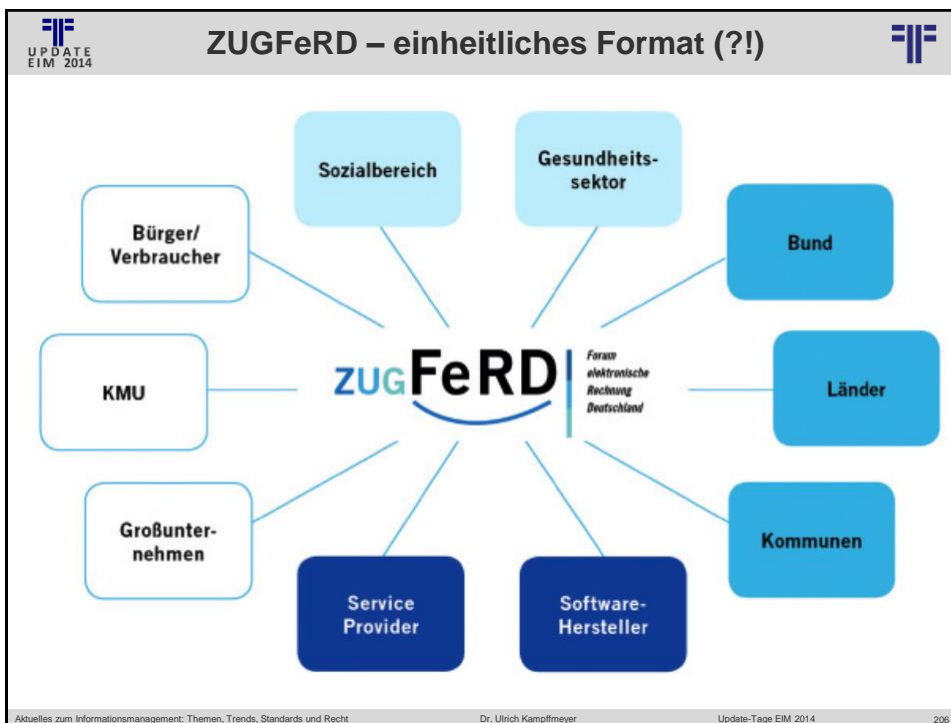 UPDATE
EIM 2014
ZUGFeRD – einheitliches Format (?!)
Sozialbereich
Gesundheits-
sektor
Bürger/
Verbraucher
Bund
KMU
ZUGFeRD
Forum
elektronische
Rechnung
Deutschland
Länder
Großunter-
nehmen
Kommunen
Service
Provider
Software-
Hersteller
Aktuelles zum Informationsmanagement: Themen, Trends, Standards und Recht
Dr. Ulrich Kampffmeyer
Update-Tage EIM 2014
206